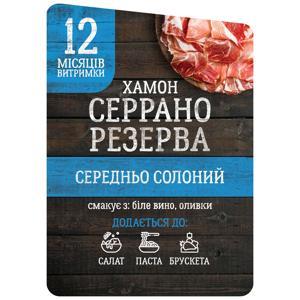 12
МІСЯЦІВ
ВИТРИМКИ
ХАМОН
СЕРРАНО
РЕЗЕРВА
СЕРЕДНЬО СОЛОНИЙ
смакує з: біле вино, оливки
ДОДАЄТЬСЯ ДО:
САЛАТ ПАСТА БРУСКЕТА